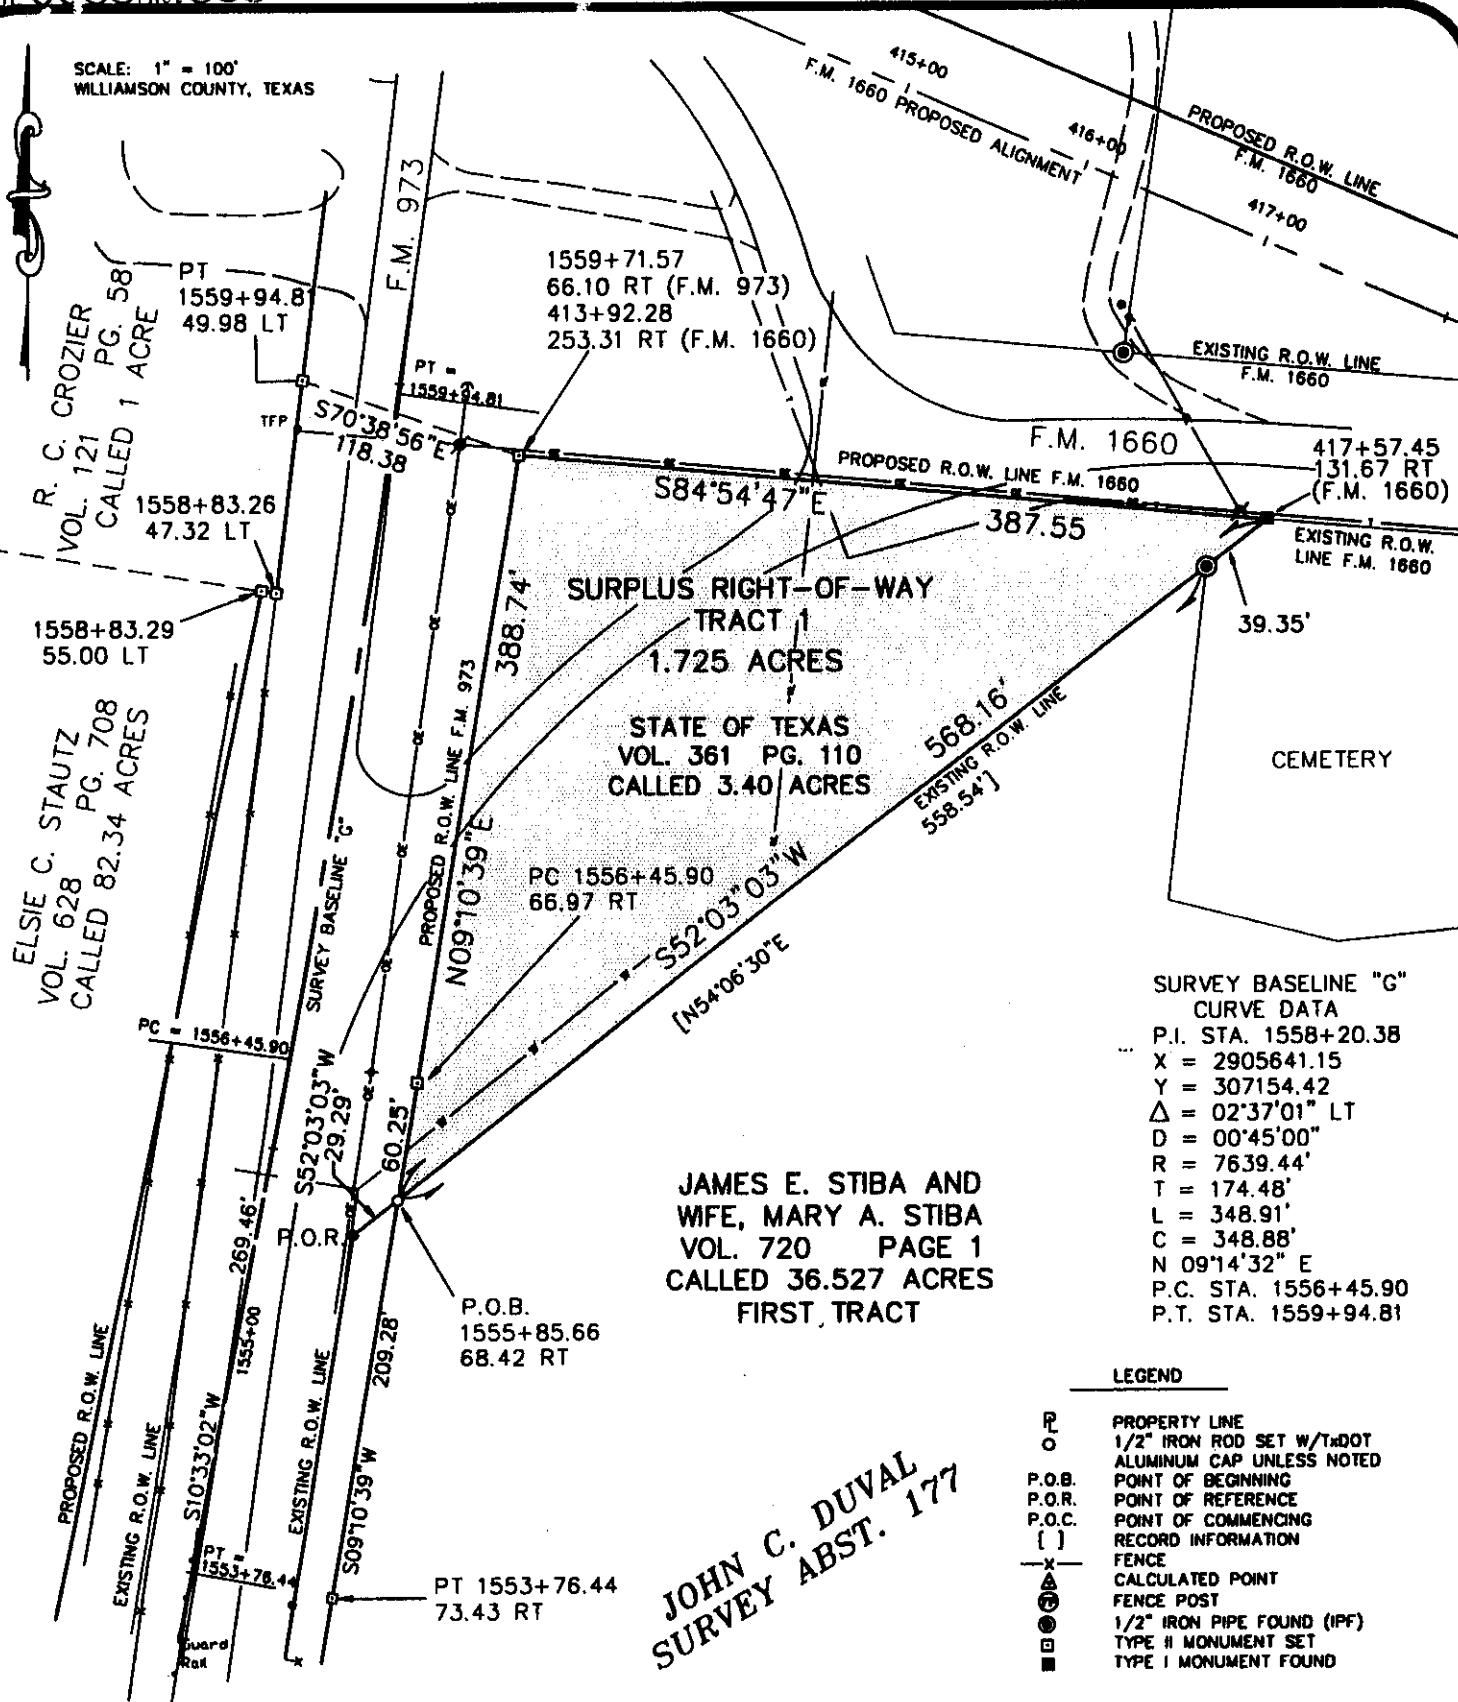 SCALE: 1" = 100'
WILLIAMSON COUNTY, TEXAS
415+00
F.M. 1660 PROPOSED ALIGNMENT
416+00
PROPOSED R.O.W. LINE
F.M. 1660
417+00
F.M. 973
R. C. CROZIER
VOL. 121 PG. 58
CALLED 1 ACRE
PT
1559+94.81
49.98 LT
1559+71.57
66.10 RT (F.M. 973)
413+92.28
253.31 RT (F.M. 1660)
PT =
1559+94.81
EXISTING R.O.W. LINE
F.M. 1660
TFP
S70°38'56"E
118.38
F.M. 1660
417+57.45
131.67 RT
(F.M. 1660)
PROPOSED R.O.W. LINE F.M. 1660
S84°54'47"E
387.55
EXISTING R.O.W.
LINE F.M. 1660
1558+83.26
47.32 LT
1558+83.29
55.00 LT
39.35'
388.74'
SURPLUS RIGHT-OF-WAY
TRACT 1
1.725 ACRES
STATE OF TEXAS
VOL. 361 PG. 110
CALLED 3.40 ACRES
568.16'
EXISTING R.O.W. LINE
558.54']
CEMETERY
ELSIE C. STAUTZ
VOL. 628 PG. 708
CALLED 82.34 ACRES
SURVEY BASELINE "G"
PROPOSED R.O.W. LINE F.M. 973
N09°10'39"E
PC 1556+45.90
66.97 RT
S52°03'03"W
[N54°06'30"E
PC = 1556+45.90
S52°03'03"W
29.29'
60.25'
SURVEY BASELINE "G"
CURVE DATA
P.I. STA. 1558+20.38
X = 2905641.15
Y = 307154.42
Δ = 02°37'01" LT
D = 00°45'00"
R = 7639.44'
T = 174.48'
L = 348.91'
C = 348.88'
N 09°14'32" E
P.C. STA. 1556+45.90
P.T. STA. 1559+94.81
JAMES E. STIBA AND
WIFE, MARY A. STIBA
VOL. 720 PAGE 1
CALLED 36.527 ACRES
FIRST TRACT
269.46'
P.O.R.
P.O.B.
1555+85.66
68.42 RT
1555+00
209.28'
PROPOSED R.O.W. LINE
EXISTING R.O.W. LINE
S10°33'02"W
EXISTING R.O.W. LINE
S09°10'39"W
PT =
1553+76.44
PT 1553+76.44
73.43 RT
Guard
Rail
JOHN C. DUVAL
SURVEY ABST. 177
LEGEND
PL PROPERTY LINE
1/2" IRON ROD SET W/TxDOT
ALUMINUM CAP UNLESS NOTED
P.O.B. POINT OF BEGINNING
P.O.R. POINT OF REFERENCE
P.O.C. POINT OF COMMENCING
[ ] RECORD INFORMATION
—x— FENCE
CALCULATED POINT
FENCE POST
1/2" IRON PIPE FOUND (IPF)
TYPE II MONUMENT SET
TYPE I MONUMENT FOUND